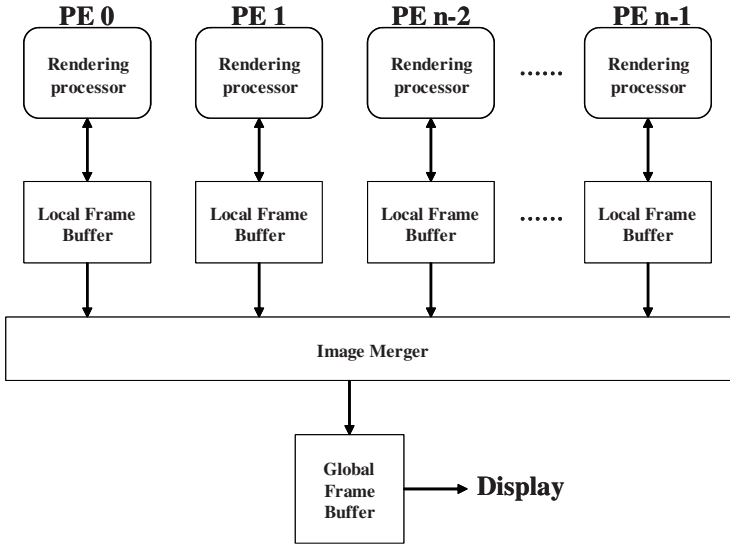 PE 0
PE 1
PE n-2
PE n-1
Rendering
processor
Rendering
processor
Rendering
processor
......
Rendering
processor
Local Frame
Buffer
Local Frame
Buffer
Local Frame
Buffer
......
Local Frame
Buffer
Image Merger
Global
Frame
Buffer
Display